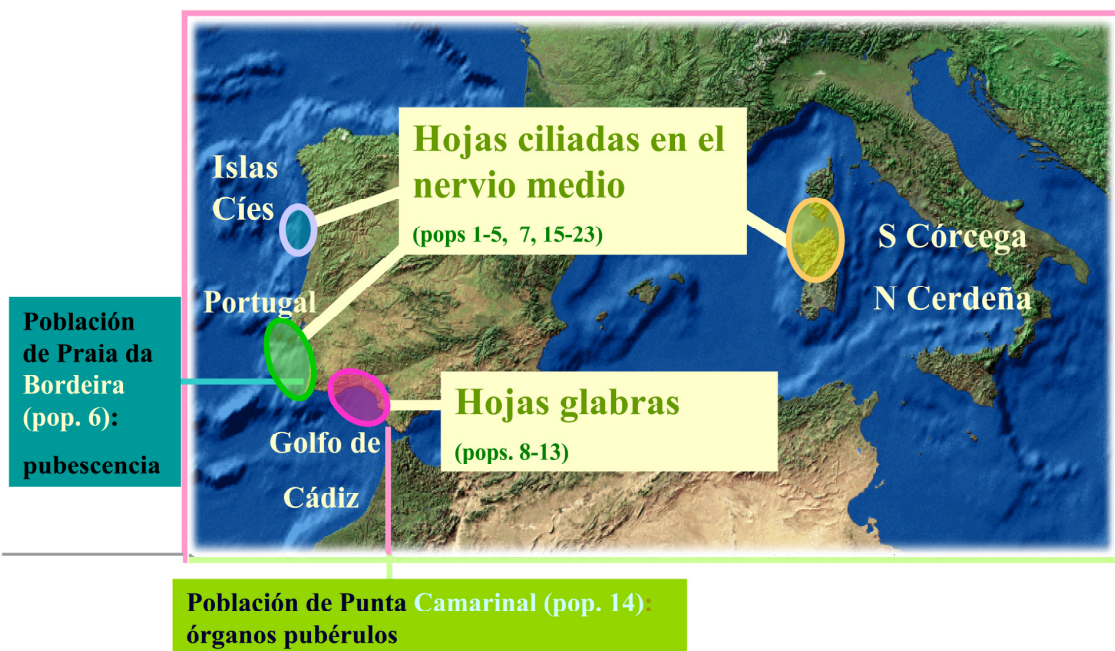 Hojas ciliadas en el
nervio medio
(pops 1-5, 7, 15-23)
Islas
Cíes
S Córcega
N Cerdeña
Portugal
Población
de Praia da
Bordeira
(pop. 6):
pubescencia
Hojas glabras
(pops. 8-13)
Golfo de
Cádiz
Población de Punta Camarinal (pop. 14):
órganos pubérulos